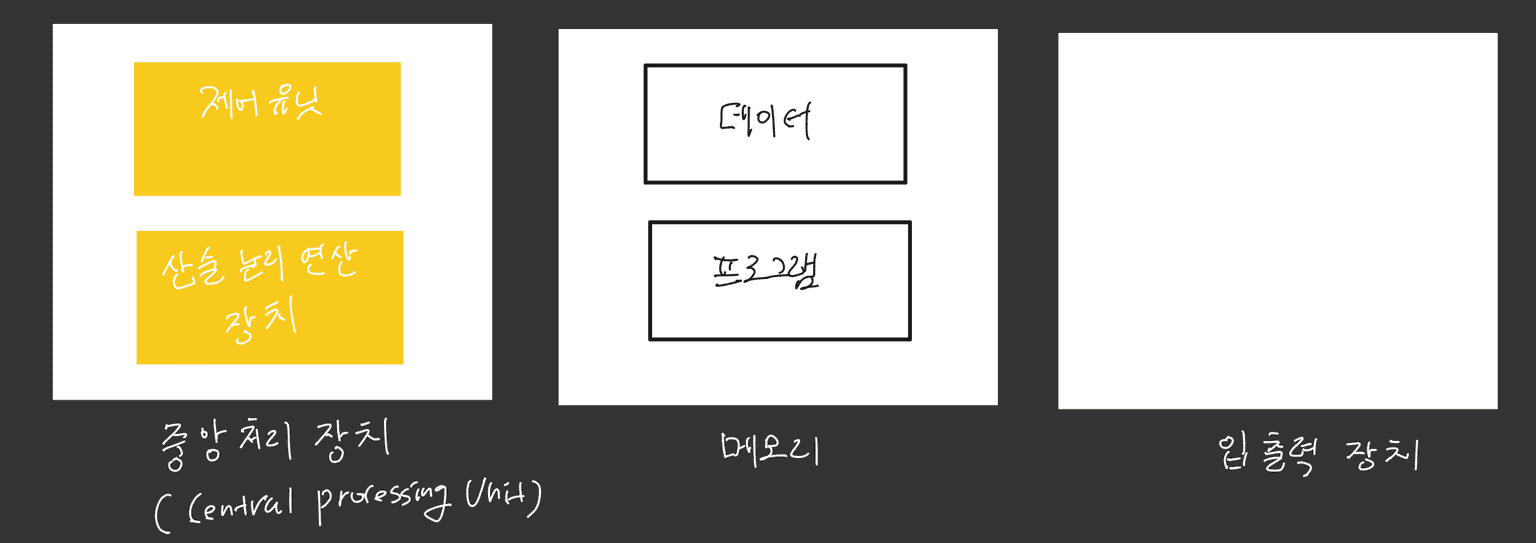 제어 유닛
산술 논리 연산
장치
중앙처리 장치
(Central processing Unit)
데이터
프로그램
메모리
입출력 장치